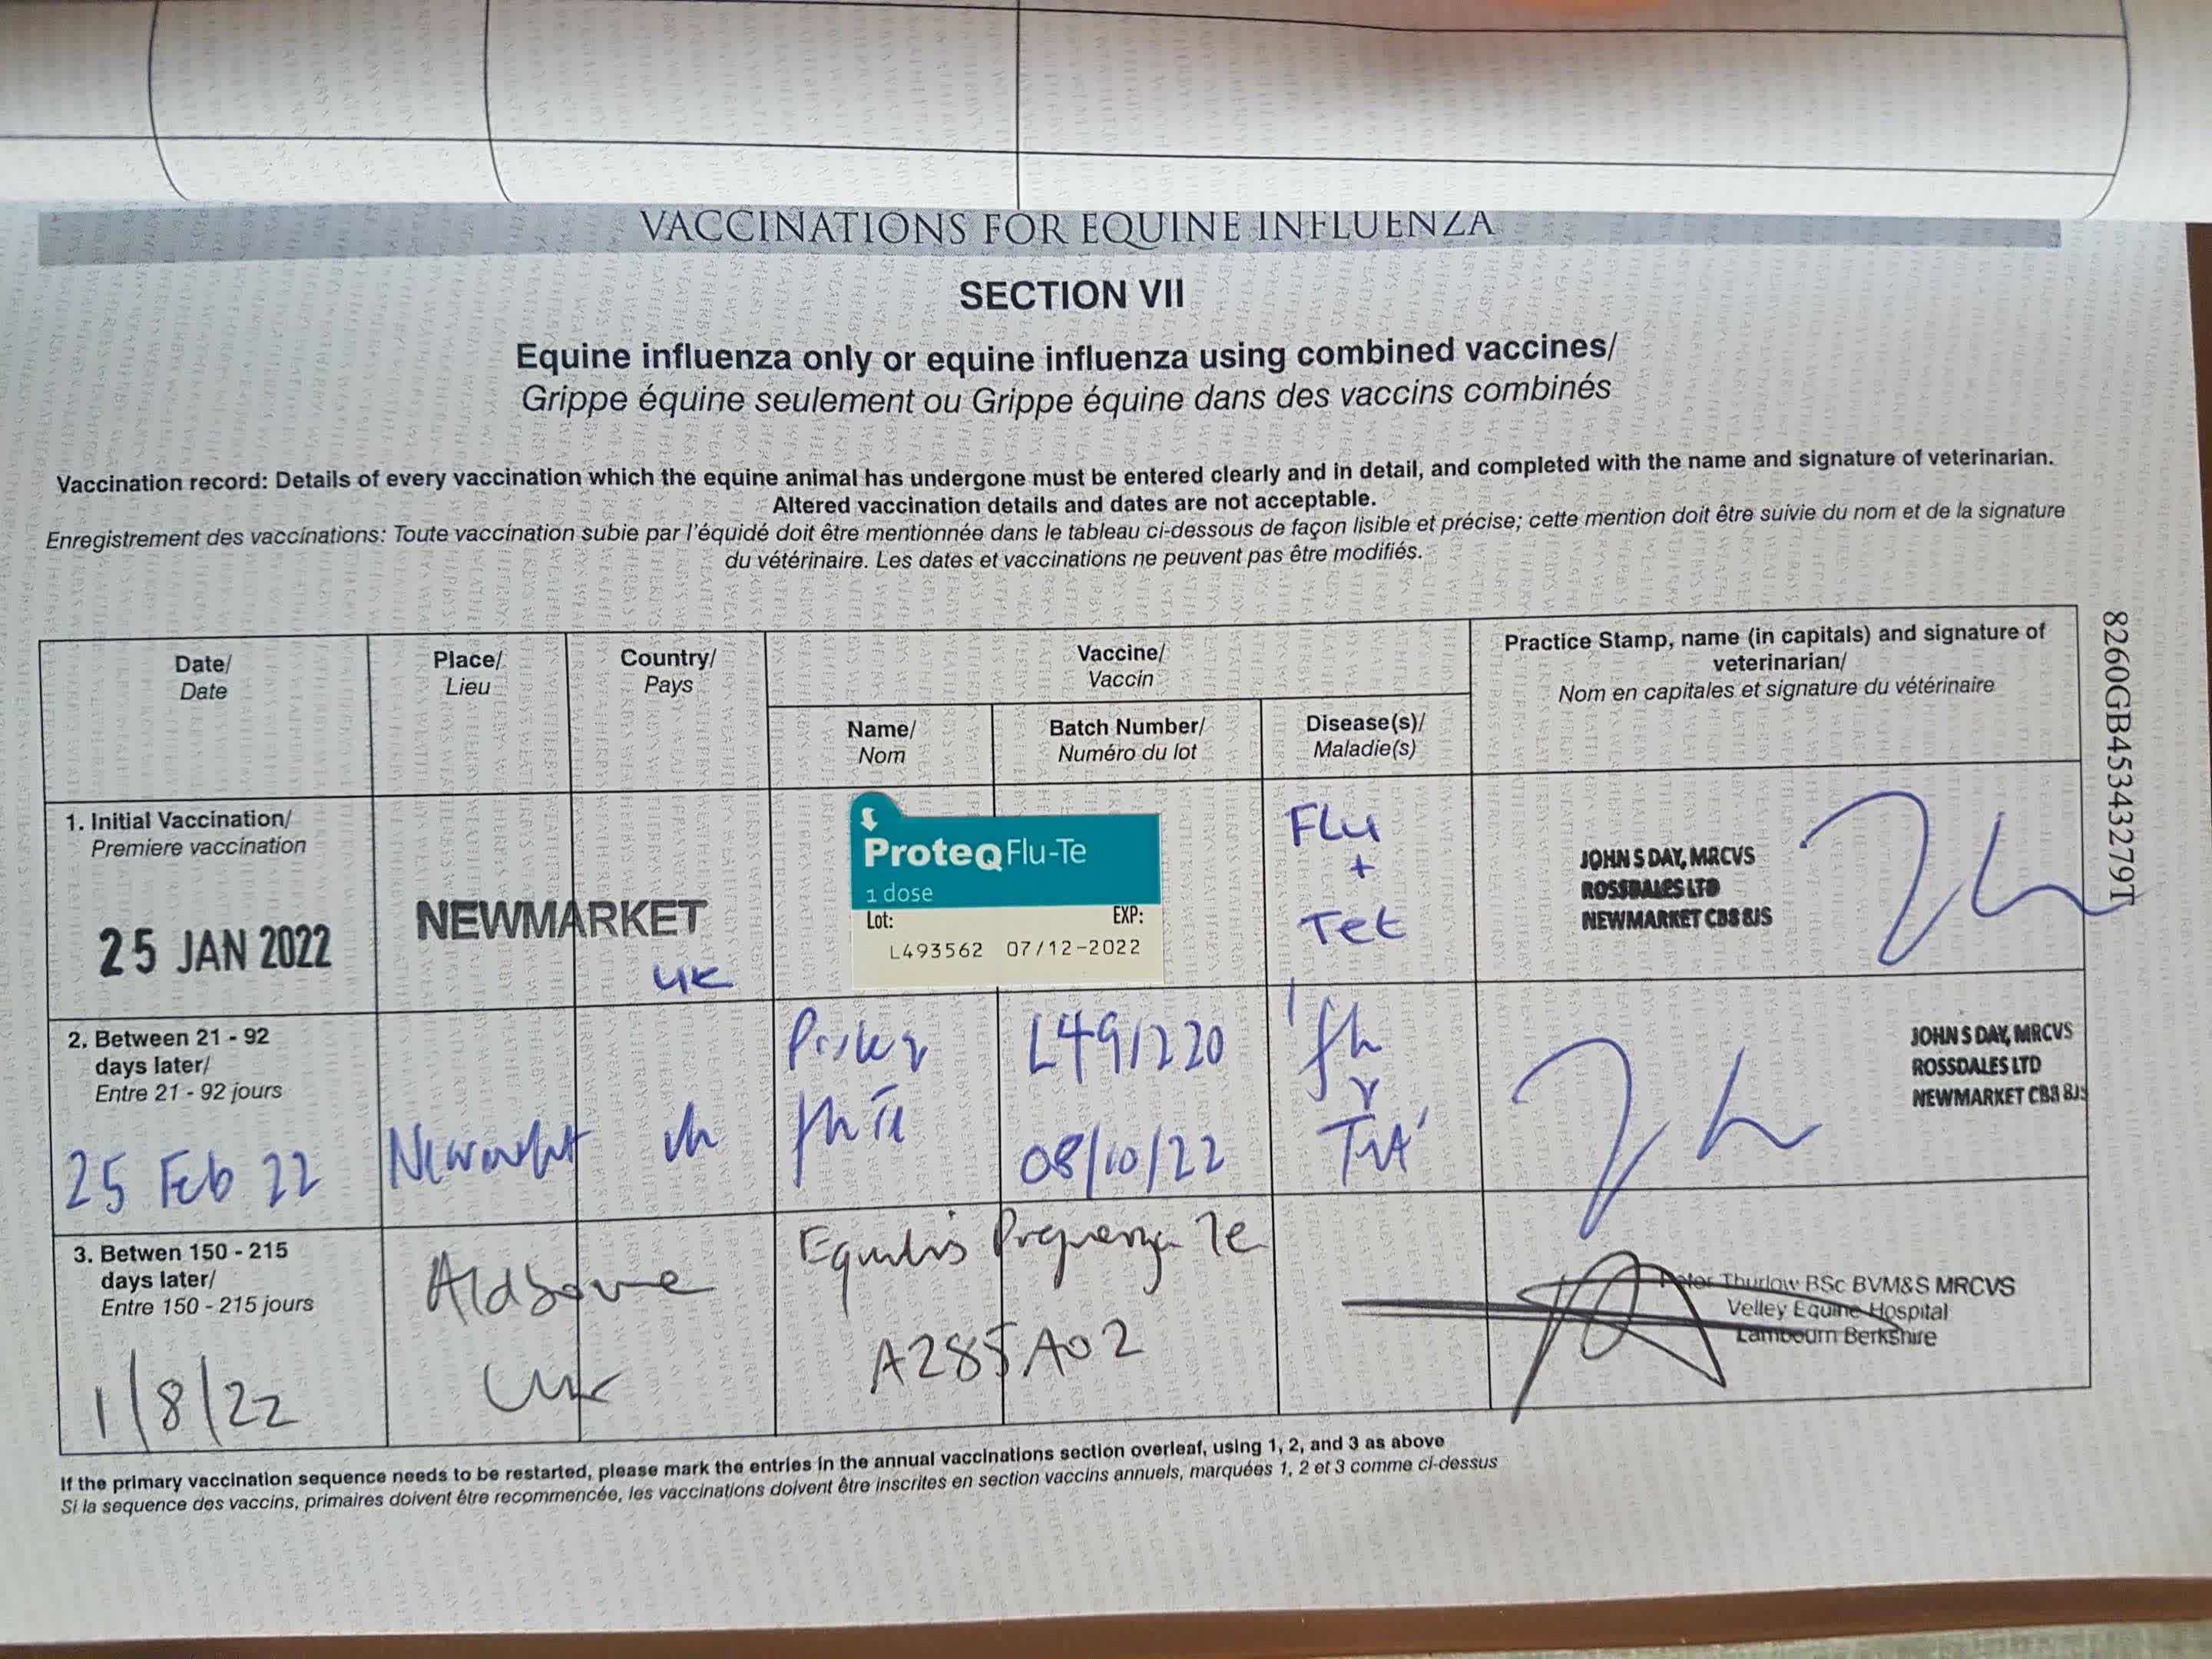 VACCINATIONS FOR EQUINE INFLUENZA
SECTION VII
Equine influenza only or equine influenza using combined vaccines/
Grippe équine seulement ou Grippe équine dans des vaccins combinés
Vaccination record: Details of every vaccination which the equine animal has undergone must be entered clearly and in detail, and completed with the name and signature of veterinarian.
Altered vaccination details and dates are not acceptable.
Enregistrement des vaccinations: Toute vaccination subie par l'équidé doit être mentionnée dans le tableau ci-dessous de façon lisible et précise; cette mention doit être suivie du nom et de la signature
du vétérinaire. Les dates et vaccinations ne peuvent pas être modifiés.
8260GB45343279T
Date/
Date
Place/
Lieu
Country/
Pays
Vaccine/
Vaccin
Name/
Nom
Batch Number/
Numéro du lot
Disease(s)/
Maladie(s)
Practice Stamp, name (in capitals) and signature of
veterinarian/
Nom en capitales et signature du vétérinaire
1. Initial Vaccination/
Premiere vaccination
25 JAN 2022
NEWMARKET
UK
ProteqFlu-Te
1 dose
Lot: EXP:
L493562 07/12-2022
Flu
+
Tet
JOHN S DAY, MRCVS
ROSSDALES LTD
NEWMARKET CB8 8JS
2. Between 21 - 92
days later/
Entre 21 - 92 jours
25 Feb 22
Newmarket
uk
L491220
08/10/22
JOHN S DAY, MRCVS
ROSSDALES LTD
NEWMARKET CB8 8JS
3. Betwen 150 - 215
days later/
Entre 150 - 215 jours
1/8/22
Aldbourne
UK
Equilis Prequenza Te
A285A02
Peter Thurlow BSc BVM&S MRCVS
Valley Equine Hospital
Lambourn Berkshire
If the primary vaccination sequence needs to be restarted, please mark the entries in the annual vaccinations section overleaf, using 1, 2, and 3 as above
Si la sequence des vaccins, primaires doivent être recommencée, les vaccinations doivent être inscrites en section vaccins annuels, marquées 1, 2 et 3 comme ci-dessus